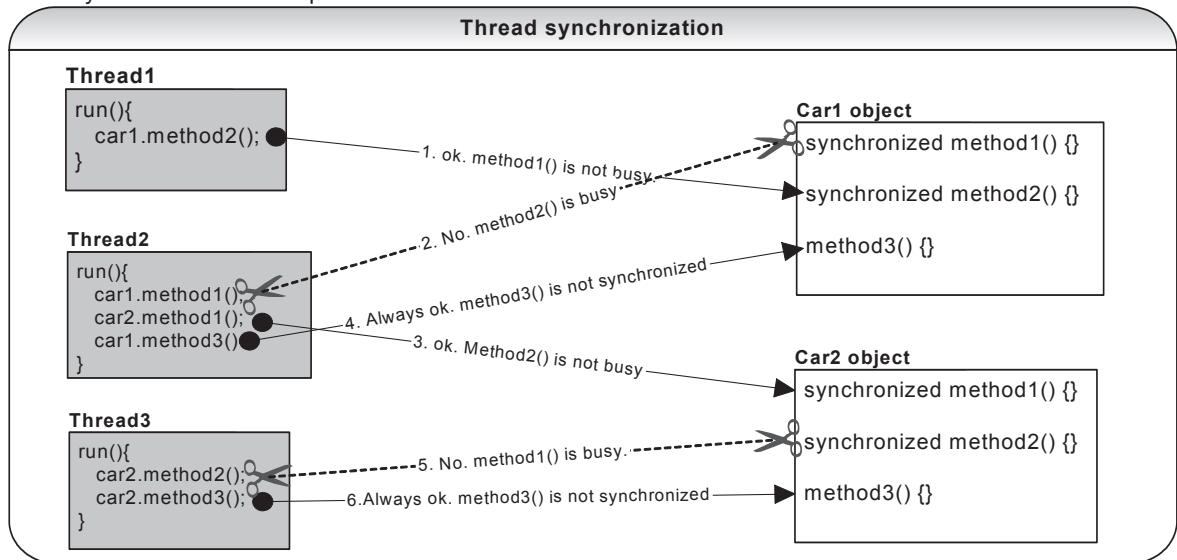 Thread synchronization
Thread1
run(){
car1.method2();
}
Thread2
run(){
car1.method1();
car2.method1();
car1.method3()
}
Thread3
run(){
car2.method2();
car2.method3();
}
1. ok. method1() is not busy.
2. No. method2() is busy
4. Always ok. method3() is not synchronized
3. ok. Method2() is not busy
5. No. method1() is busy.
6.Always ok. method3() is not synchronized
Car1 object
synchronized method1() {}
synchronized method2() {}
method3() {}
Car2 object
synchronized method1() {}
synchronized method2() {}
method3() {}